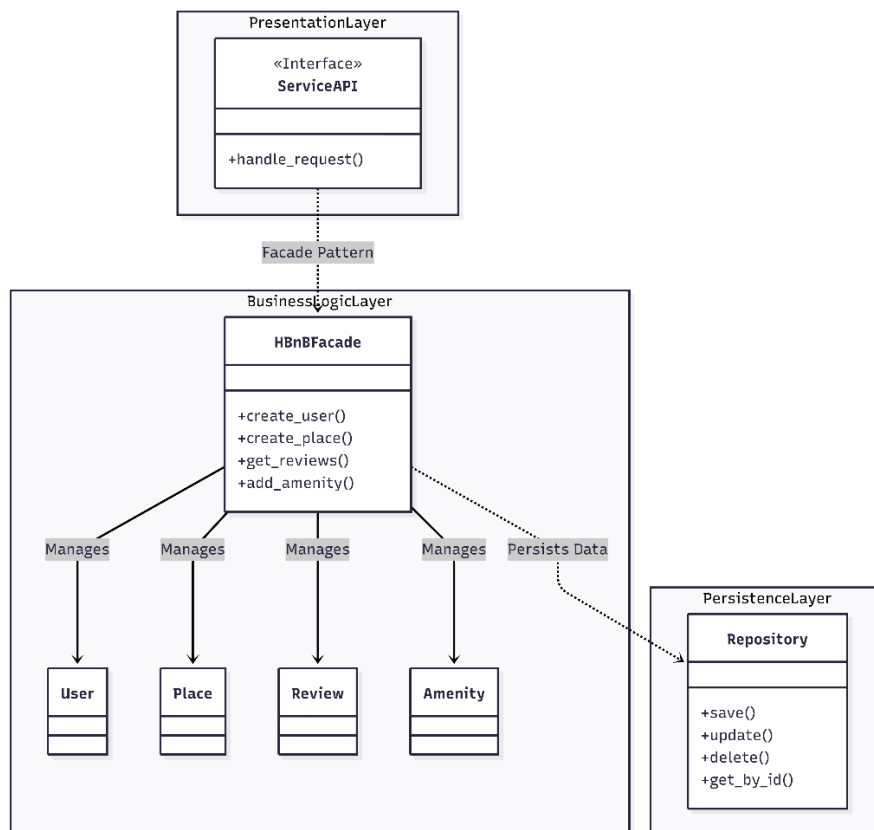 PresentationLayer
«Interface»
ServiceAPI
+handle_request()
Facade Pattern
BusinessLogicLayer
HBnBFacade
+create_user()
+create_place()
+get_reviews()
+add_amenity()
Manages
Manages
Manages
Manages
Persists Data
User
Place
Review
Amenity
PersistenceLayer
Repository
+save()
+update()
+delete()
+get_by_id()